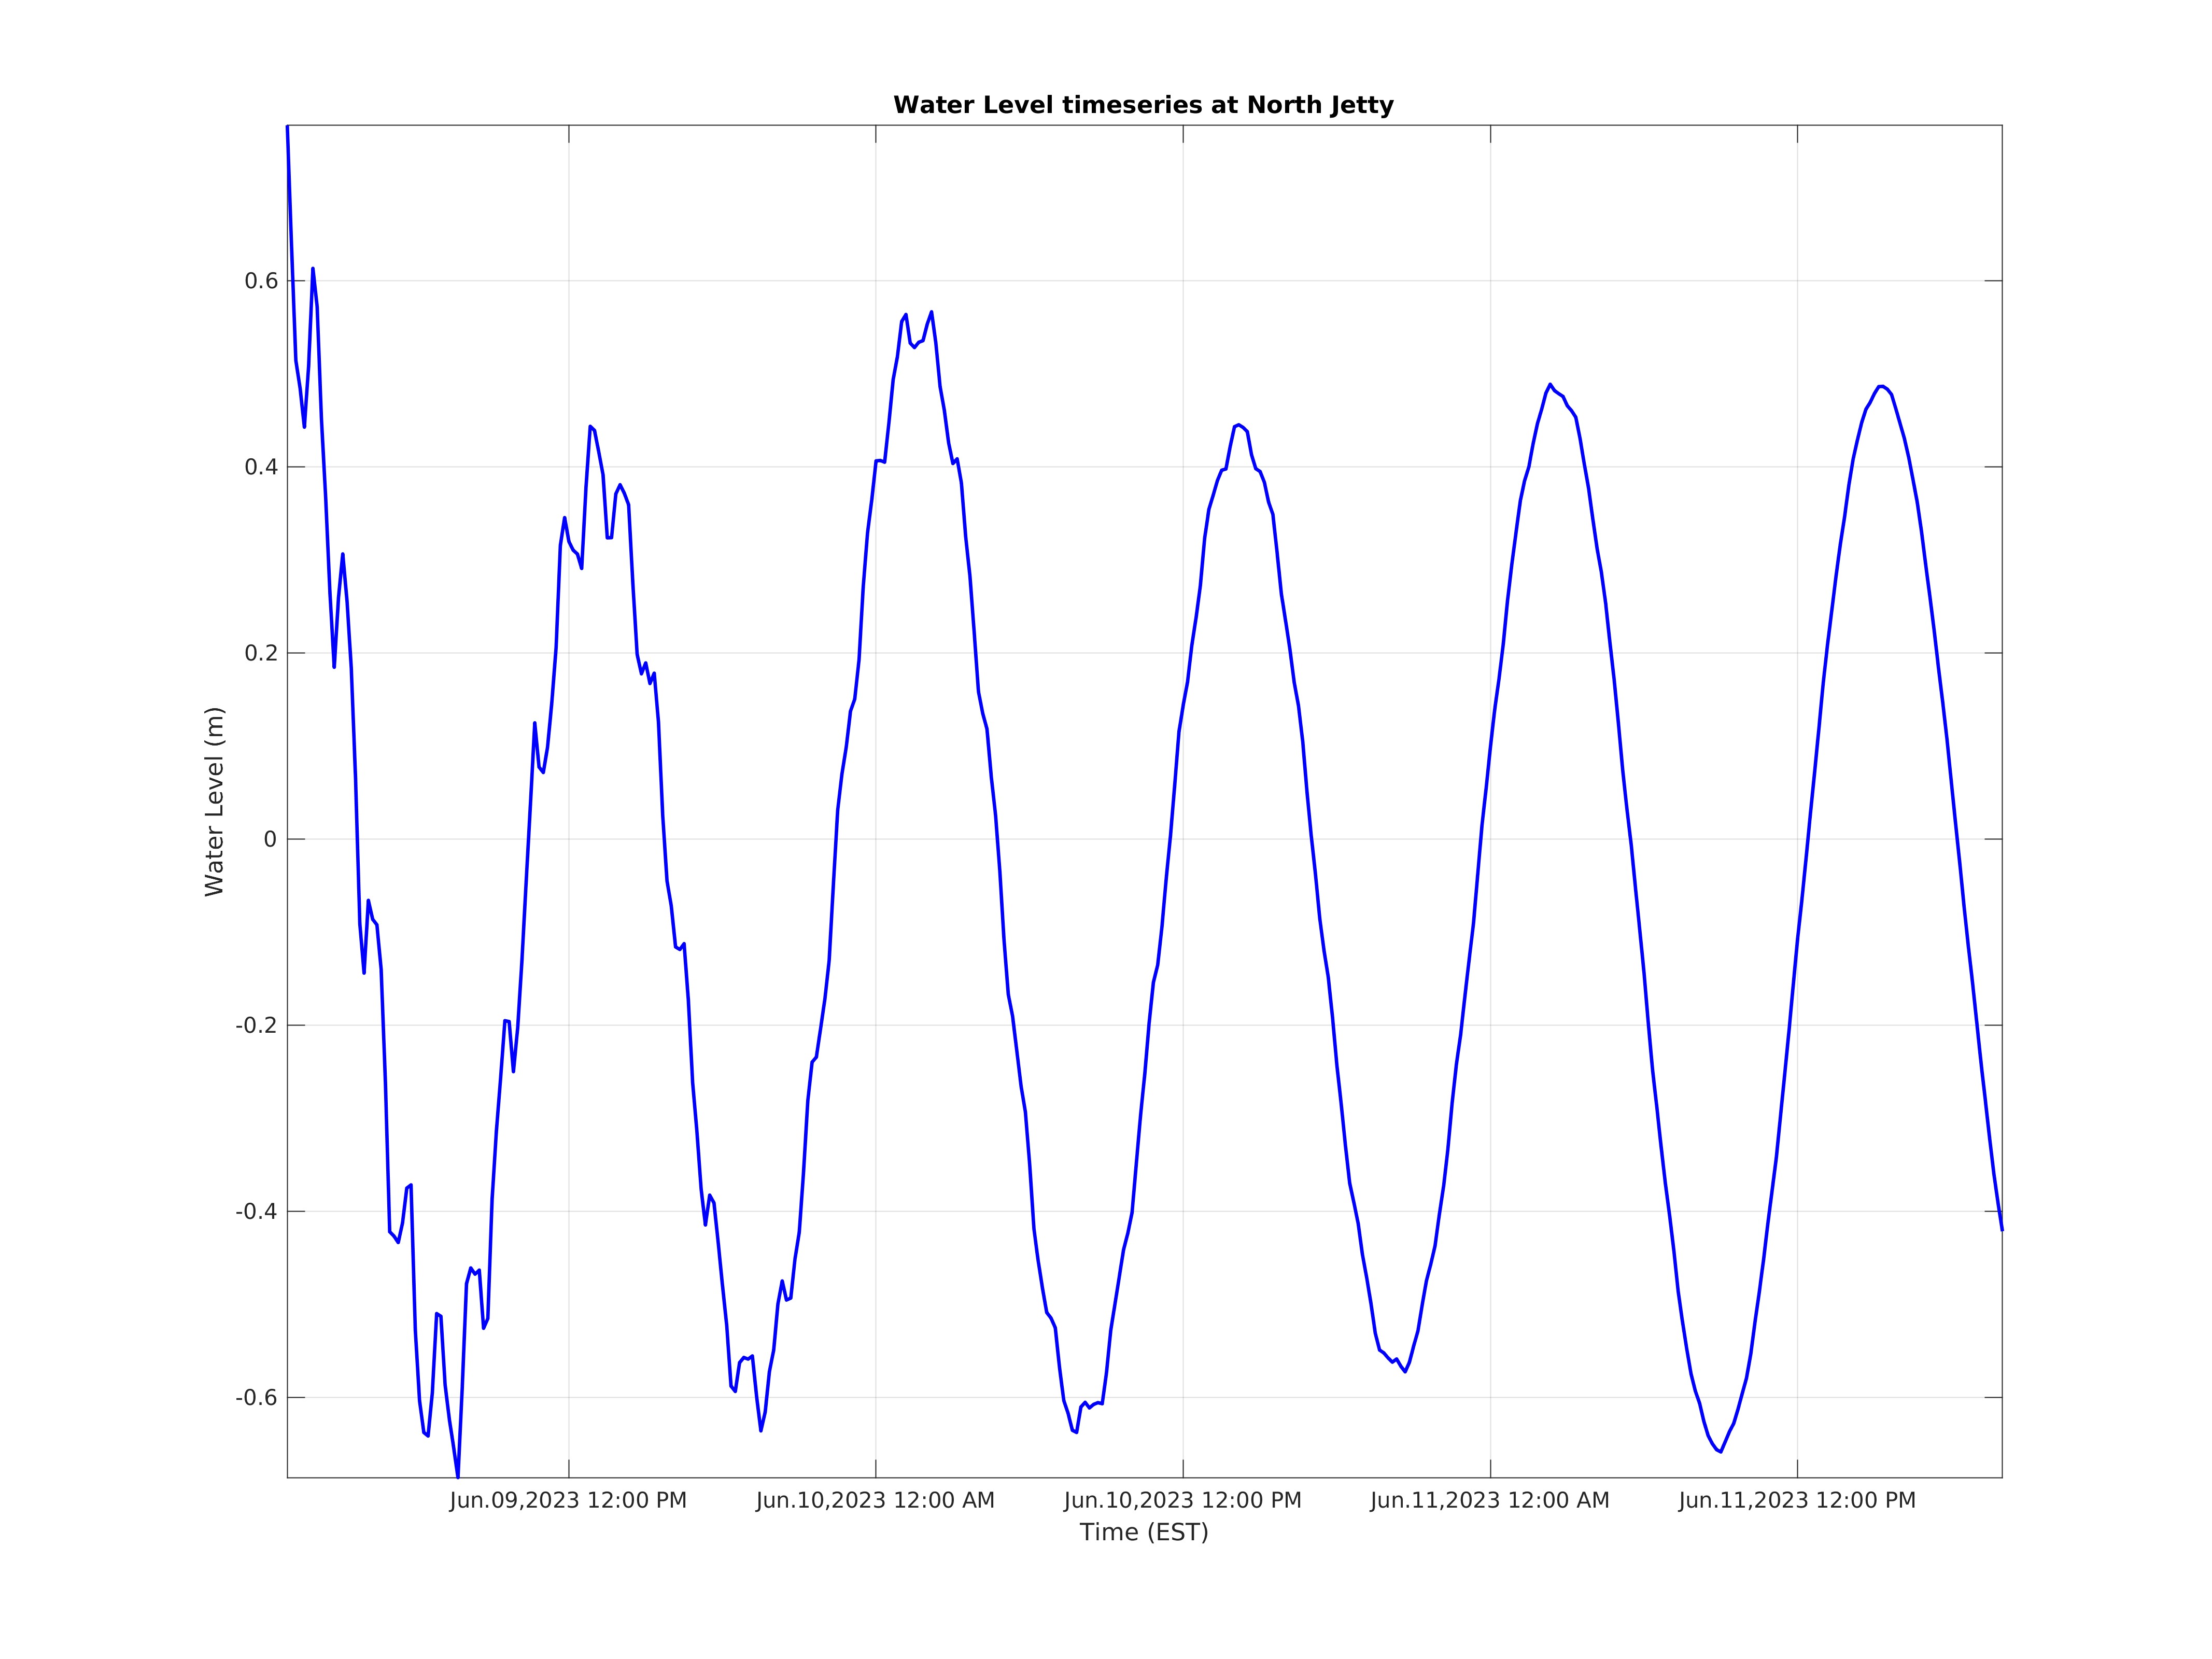 Water Level timeseries at North Jetty
0.6
0.4
0.2
0
-0.2
-0.4
-0.6
Water Level (m)
Jun.09,2023 12:00 PM
Jun.10,2023 12:00 AM
Jun.10,2023 12:00 PM
Jun.11,2023 12:00 AM
Jun.11,2023 12:00 PM
Time (EST)